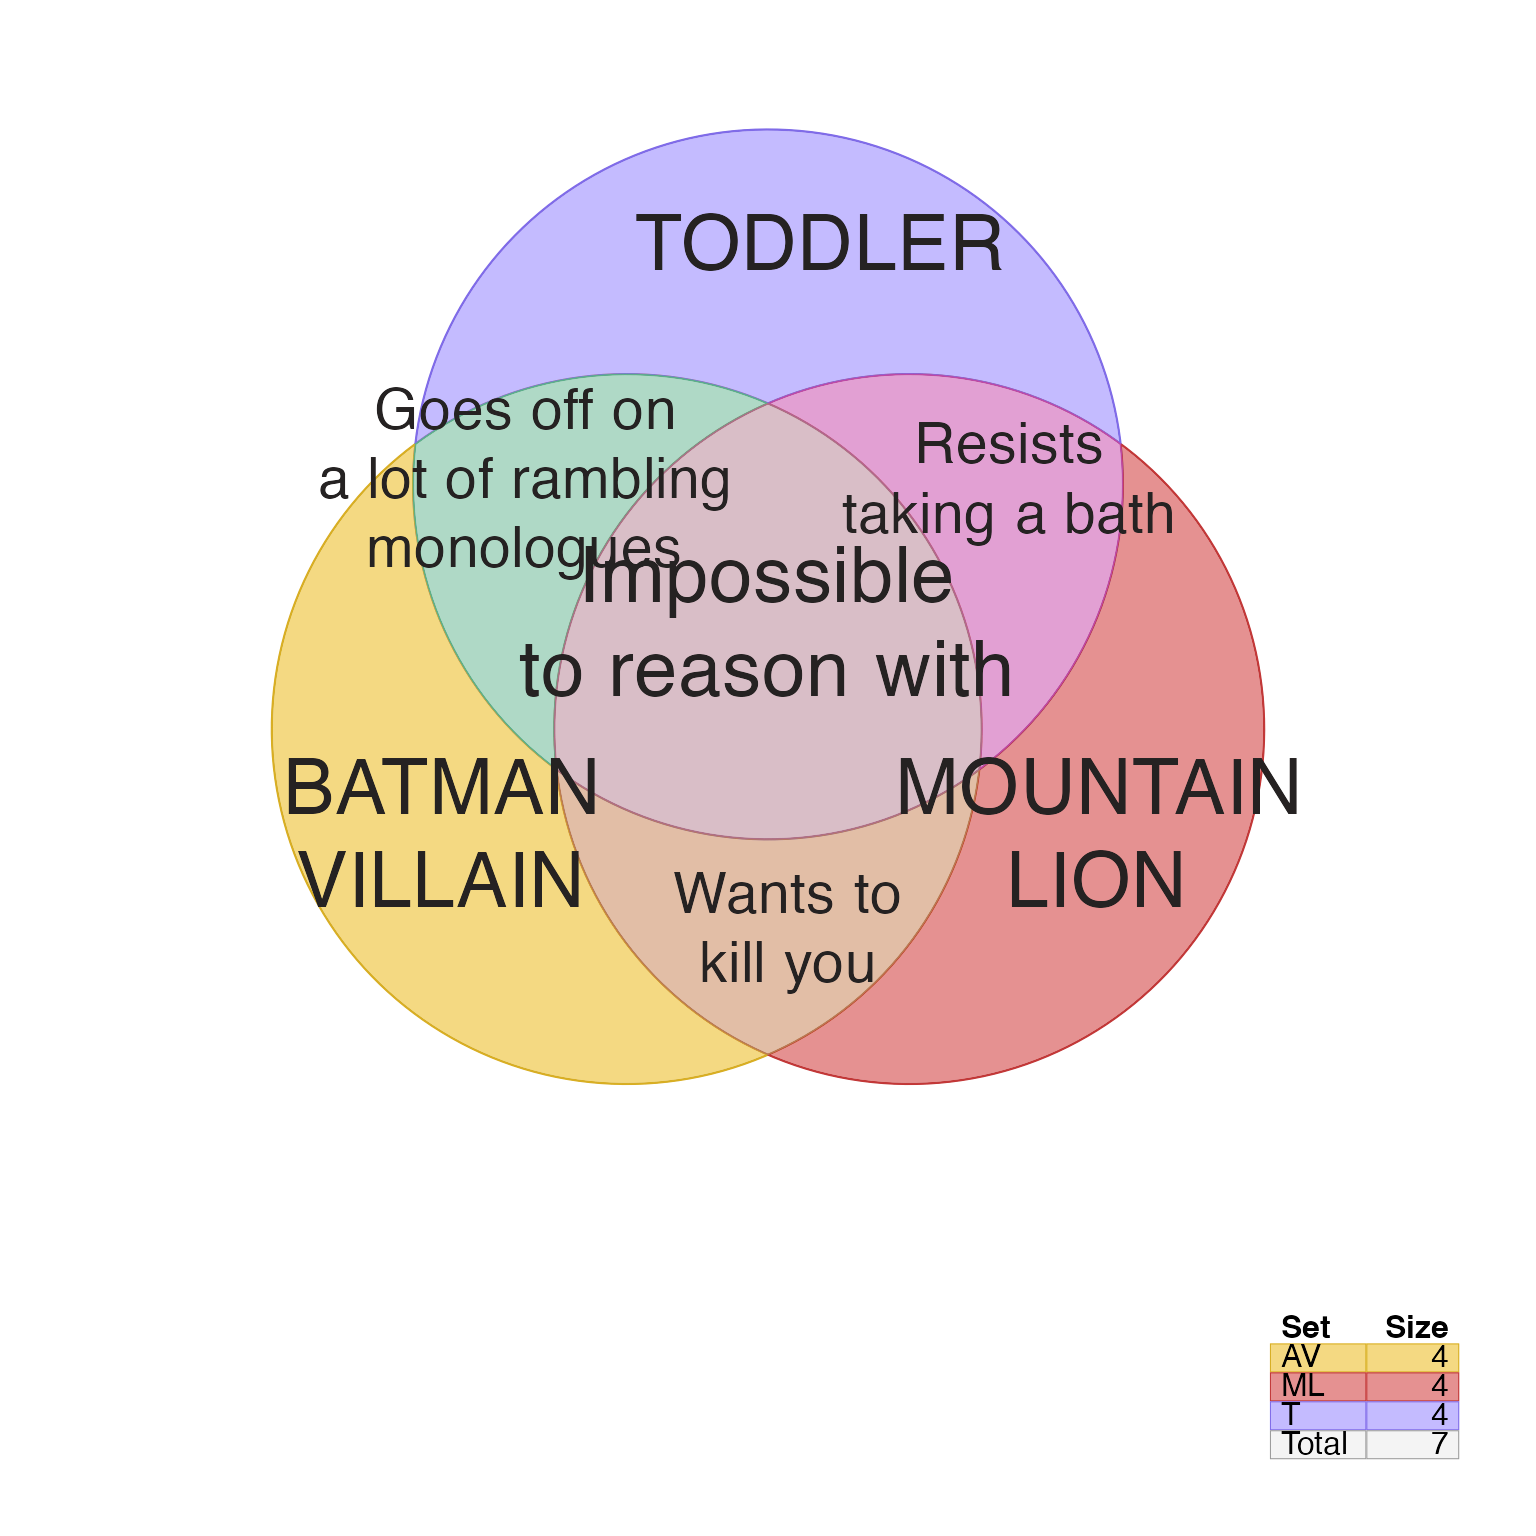 TODDLER
Goes off on
a lot of rambling
monologues
Resists
taking a bath
Impossible
to reason with
BATMAN
VILLAIN
MOUNTAIN
LION
Wants to
kill you
Set Size
AV 4
ML 4
T 4
Total 7